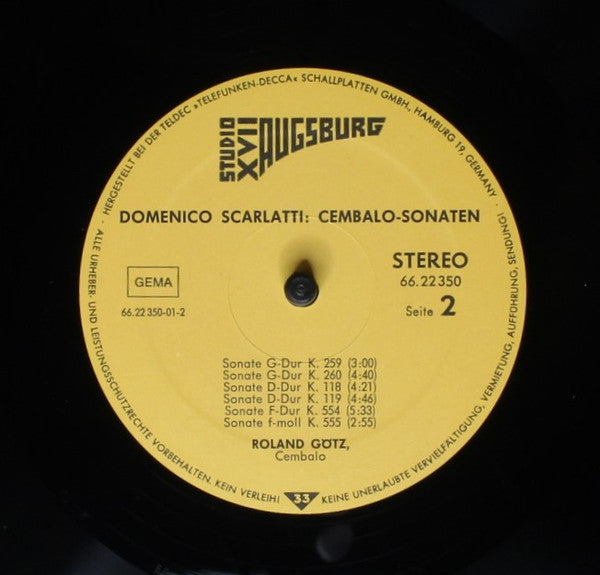 HERGESTELLT BEI DER TELDEC »TELEFUNKEN-DECCA« SCHALLPLATTEN GMBH., HAMBURG 19, GERMANY · ALLE URHEBER- UND LEISTUNGSSCHUTZRECHTE VORBEHALTEN. KEIN VERLEIH! KEINE UNERLAUBTE VERVIELFÄLTIGUNG, VERMIETUNG, AUFFÜHRUNG, SENDUNG!
STUDIO XVII AUGSBURG
DOMENICO SCARLATTI: CEMBALO-SONATEN
GEMA
66.22 350-01-2
STEREO
66.22 350
Seite 2
Sonate G-Dur K. 259 (3:00)
Sonate G-Dur K. 260 (4:40)
Sonate D-Dur K. 118 (4:21)
Sonate D-Dur K. 119 (4:46)
Sonate F-Dur K. 554 (5:33)
Sonate f-moll K. 555 (2:55)
ROLAND GÖTZ,
Cembalo
33